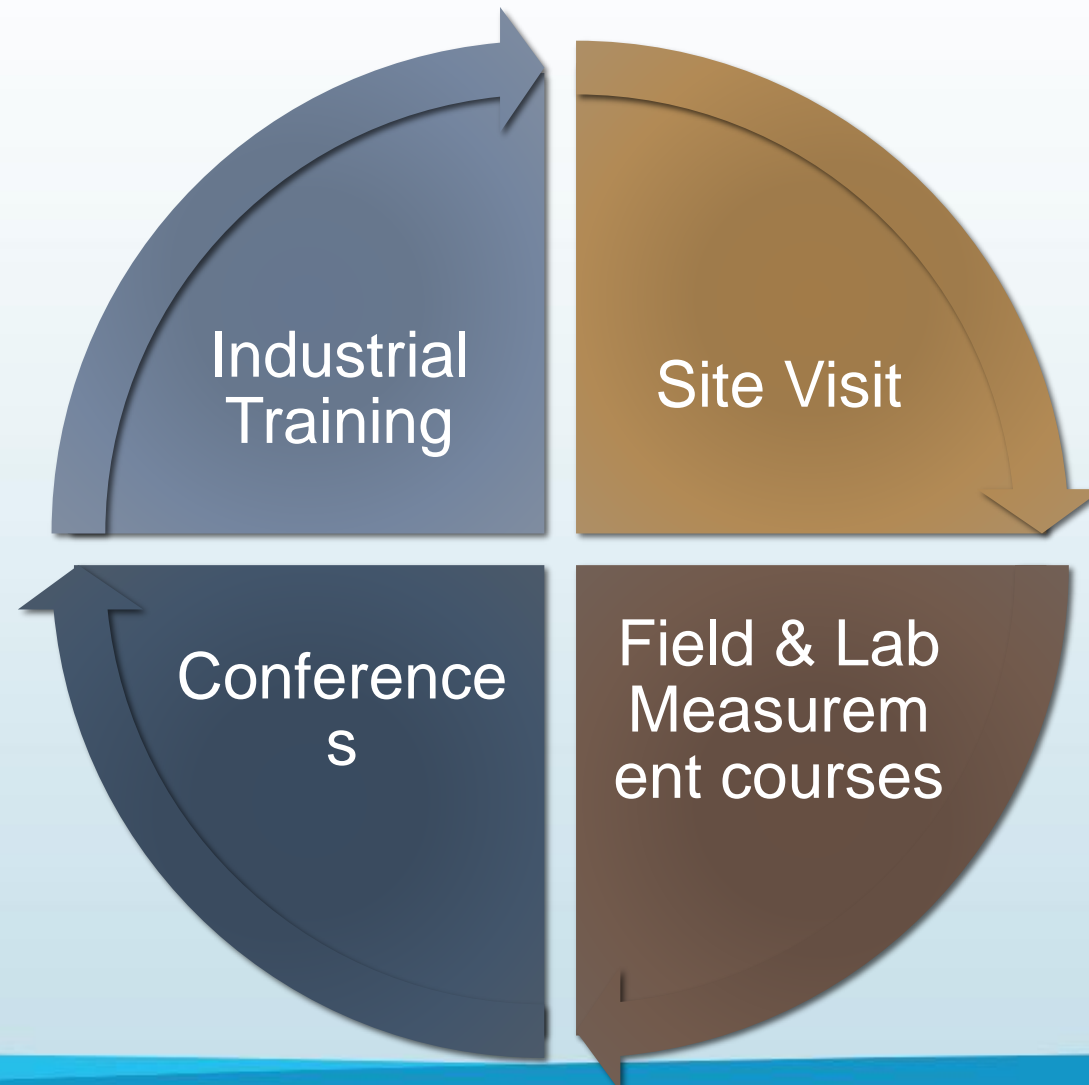 Industrial
Training
Site Visit
Conference
s
Field & Lab
Measurem
ent courses